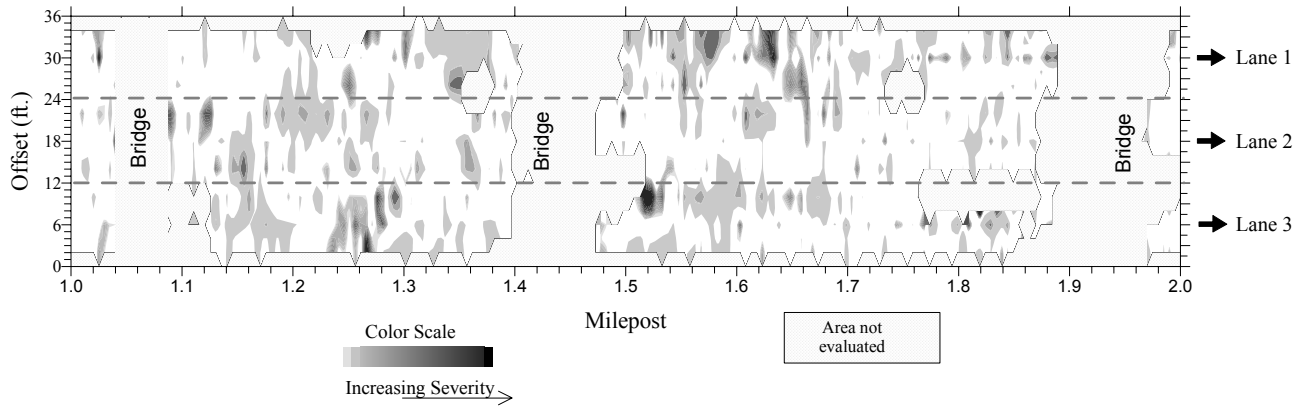 36
30
24
18
12
6
0
Offset (ft.)
Bridge
Bridge
Bridge
Lane 1
Lane 2
Lane 3
1.0 1.1 1.2 1.3 1.4 1.5 1.6 1.7 1.8 1.9 2.0
Milepost
Color Scale
Increasing Severity
Area not
evaluated